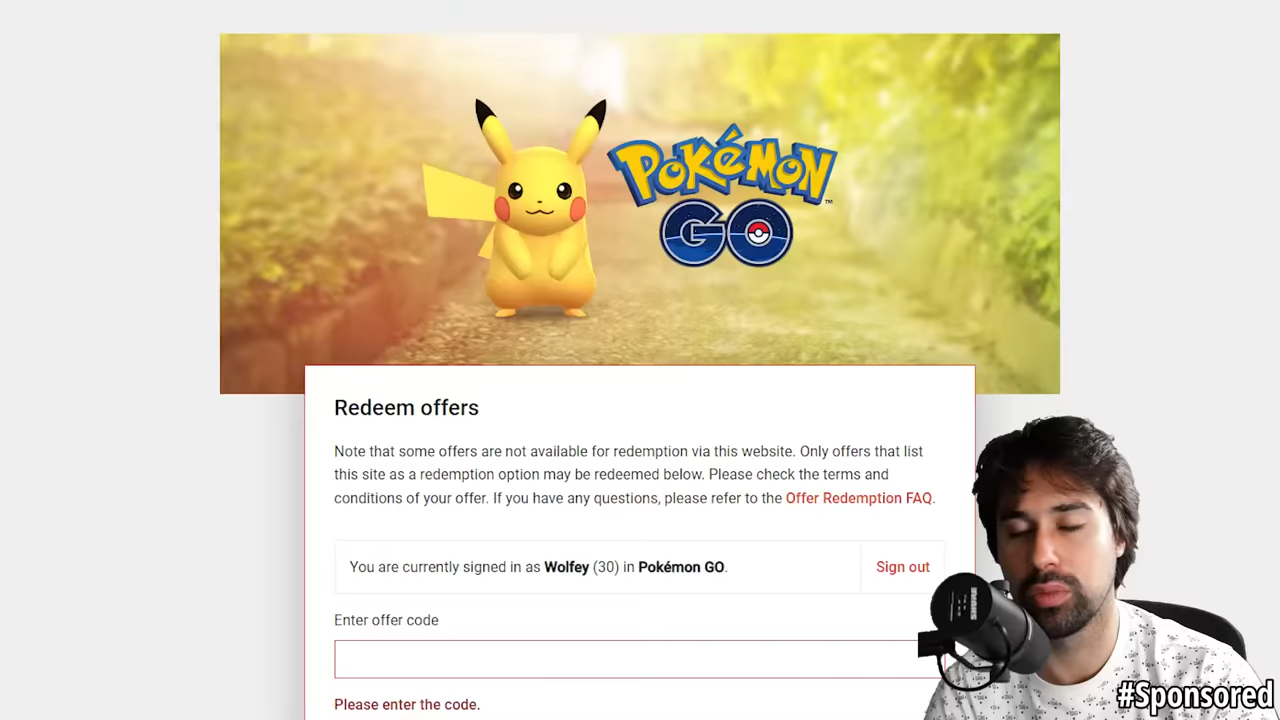 POKÉMON
GO
Redeem offers
Note that some offers are not available for redemption via this website. Only offers that list
this site as a redemption option may be redeemed below. Please check the terms and
conditions of your offer. If you have any questions, please refer to the Offer Redemption FAQ.
You are currently signed in as Wolfey (30) in Pokémon GO.
Sign out
Enter offer code
Please enter the code.
SHURE
#Sponsored